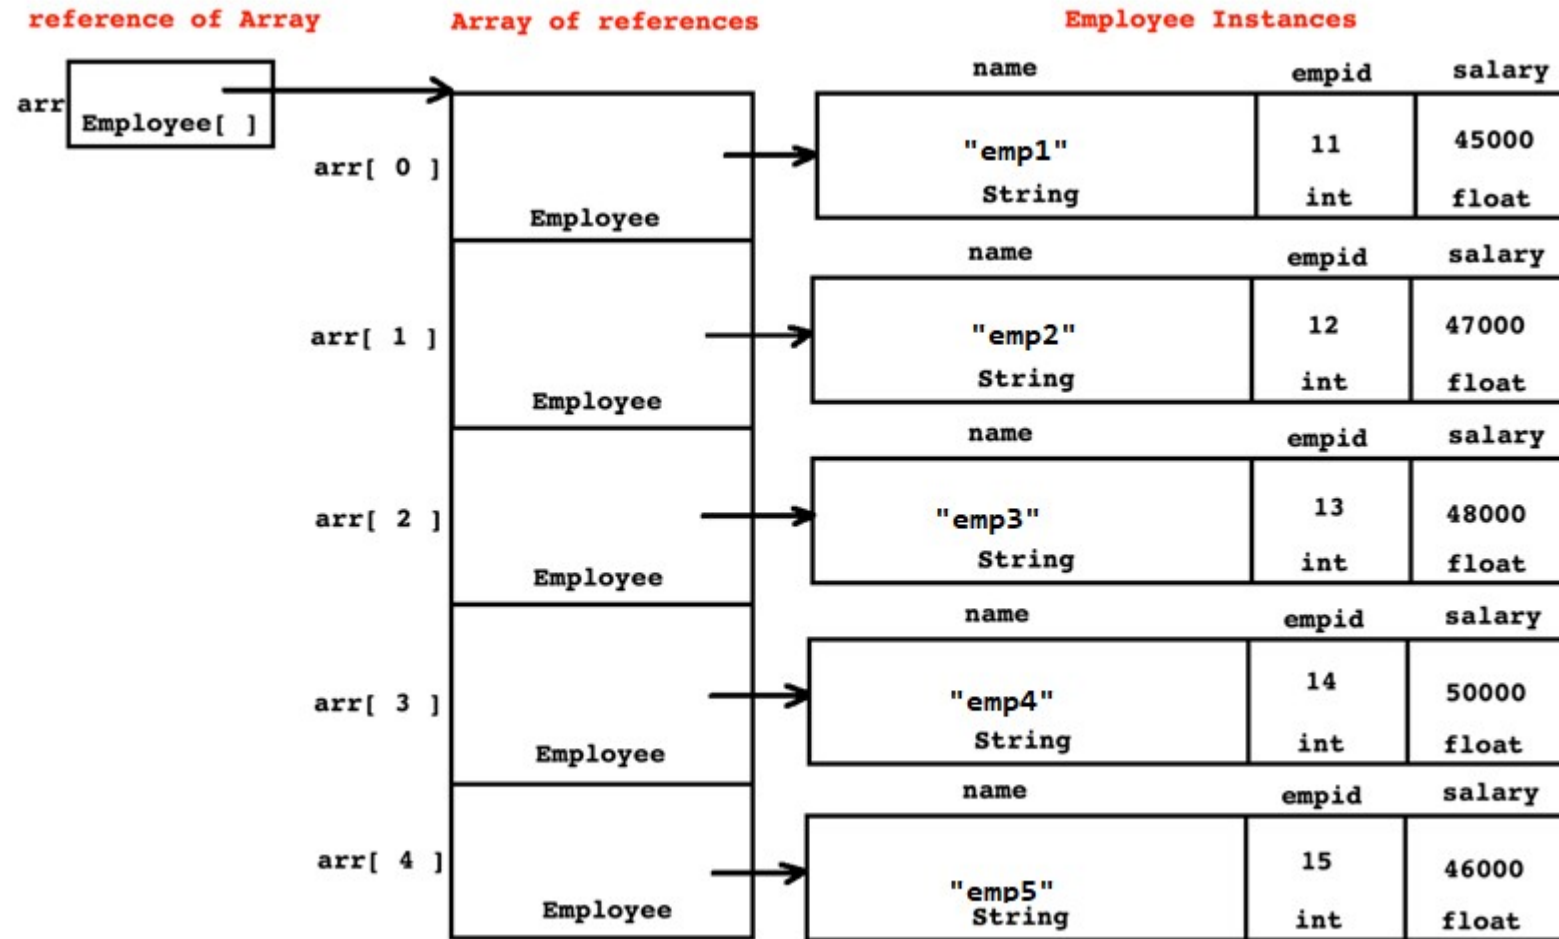 reference of Array
Array of references
Employee Instances
arr
Employee[ ]
name empid salary
arr[ 0 ]
Employee
"emp1" 11 45000
String int float
name empid salary
arr[ 1 ]
Employee
"emp2" 12 47000
String int float
name empid salary
arr[ 2 ]
Employee
"emp3" 13 48000
String int float
name empid salary
arr[ 3 ]
Employee
"emp4" 14 50000
String int float
name empid salary
arr[ 4 ]
Employee
"emp5" 15 46000
String int float